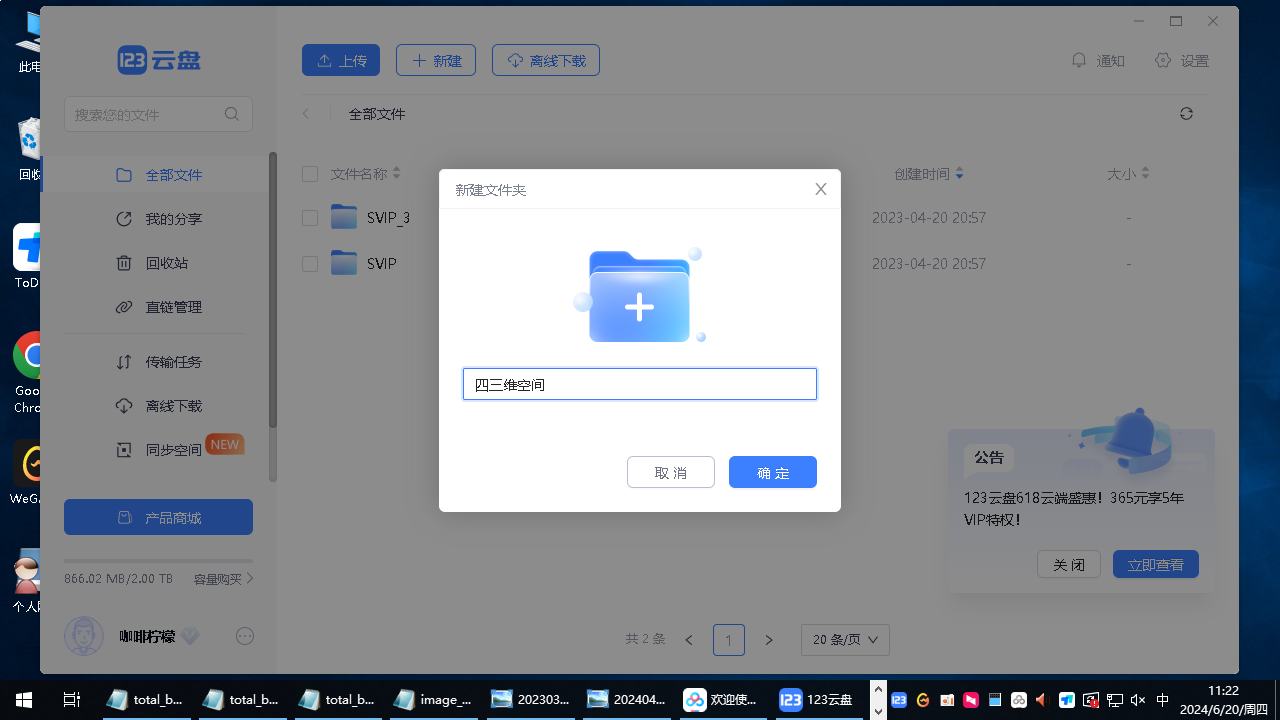 此电
回收
ToD
Goo
Chro
WeGa
个人
123云盘
上传
新建
离线下载
通知
设置
搜索您的文件
全部文件
全部文件
我的分享
回收站
直链管理
传输任务
离线下载
同步空间 NEW
产品商城
866.02 MB/2.00 TB 容量购买
咖啡柠檬
文件名称
创建时间
大小
SVIP_3
2023-04-20 20:57
-
SVIP
2023-04-20 20:57
-
新建文件夹
四三维空间
取消
确定
公告
123云盘618云端盛惠！365元享5年
VIP特权！
关闭
立即查看
共 2 条
1
20 条/页
total_b...
total_b...
total_b...
image_...
202303...
202404...
欢迎使...
123云盘
123
中
11:22
2024/6/20/周四